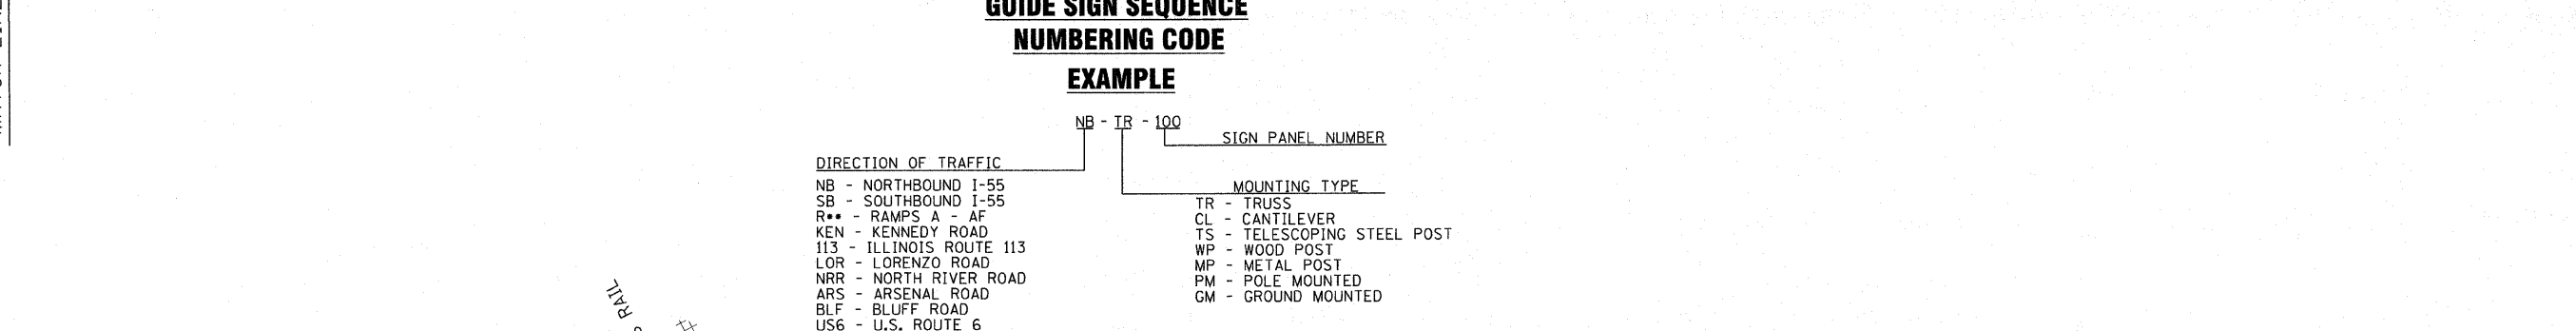 GUIDE SIGN SEQUENCE
NUMBERING CODE
EXAMPLE
NB - TR - 100
SIGN PANEL NUMBER
DIRECTION OF TRAFFIC
NB - NORTHBOUND I-55
SB - SOUTHBOUND I-55
R** - RAMPS A - AF
KEN - KENNEDY ROAD
113 - ILLINOIS ROUTE 113
LOR - LORENZO ROAD
NRR - NORTH RIVER ROAD
ARS - ARSENAL ROAD
BLF - BLUFF ROAD
US6 - U.S. ROUTE 6
MOUNTING TYPE
TR - TRUSS
CL - CANTILEVER
TS - TELESCOPING STEEL POST
WP - WOOD POST
MP - METAL POST
PM - POLE MOUNTED
GM - GROUND MOUNTED
RAIL